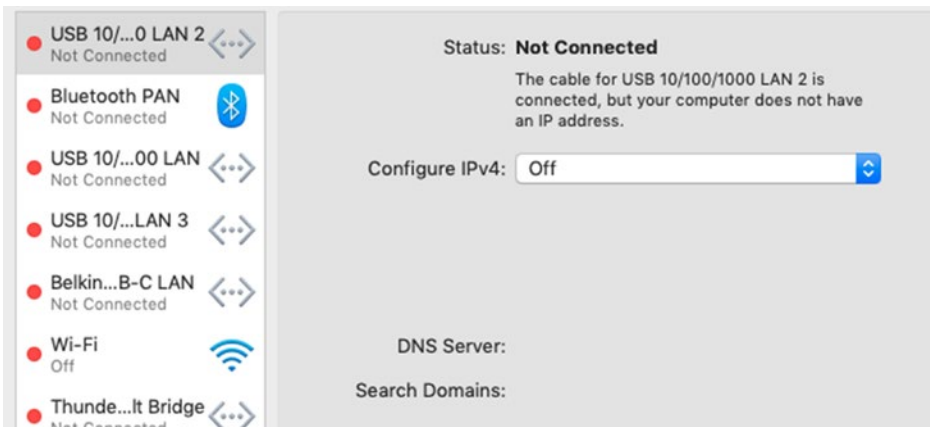 USB 10/...0 LAN 2
Not Connected
Bluetooth PAN
Not Connected
USB 10/...00 LAN
Not Connected
USB 10/...LAN 3
Not Connected
Belkin...B-C LAN
Not Connected
Wi-Fi
Off
Thunde...lt Bridge
Not Connected
Status: Not Connected
The cable for USB 10/100/1000 LAN 2 is
connected, but your computer does not have
an IP address.
Configure IPv4: Off
DNS Server:
Search Domains: